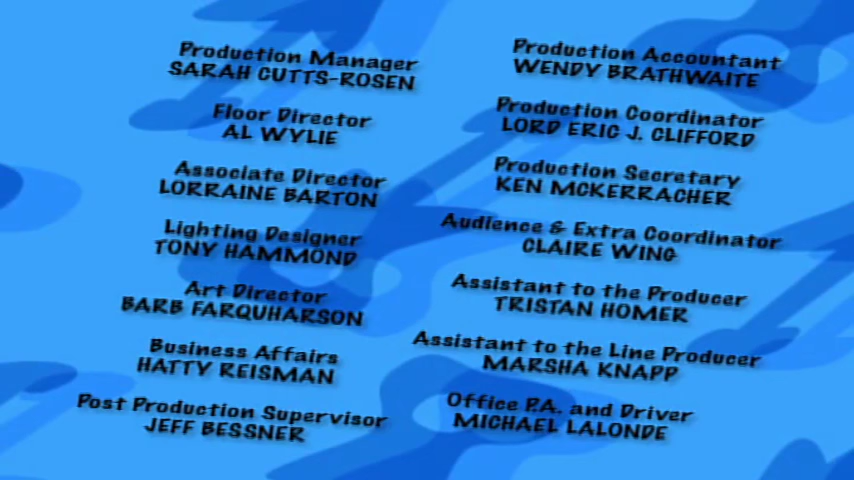 Production Manager
SARAH CUTTS-ROSEN
Floor Director
AL WYLIE
Associate Director
LORRAINE BARTON
Lighting Designer
TONY HAMMOND
Art Director
BARB FARQUHARSON
Business Affairs
HATTY REISMAN
Post Production Supervisor
JEFF BESSNER
Production Accountant
WENDY BRATHWAITE
Production Coordinator
LORD ERIC J. CLIFFORD
Production Secretary
KEN MCKERRACHER
Audience & Extra Coordinator
CLAIRE WING
Assistant to the Producer
TRISTAN HOMER
Assistant to the Line Producer
MARSHA KNAPP
Office P.A. and Driver
MICHAEL LALONDE